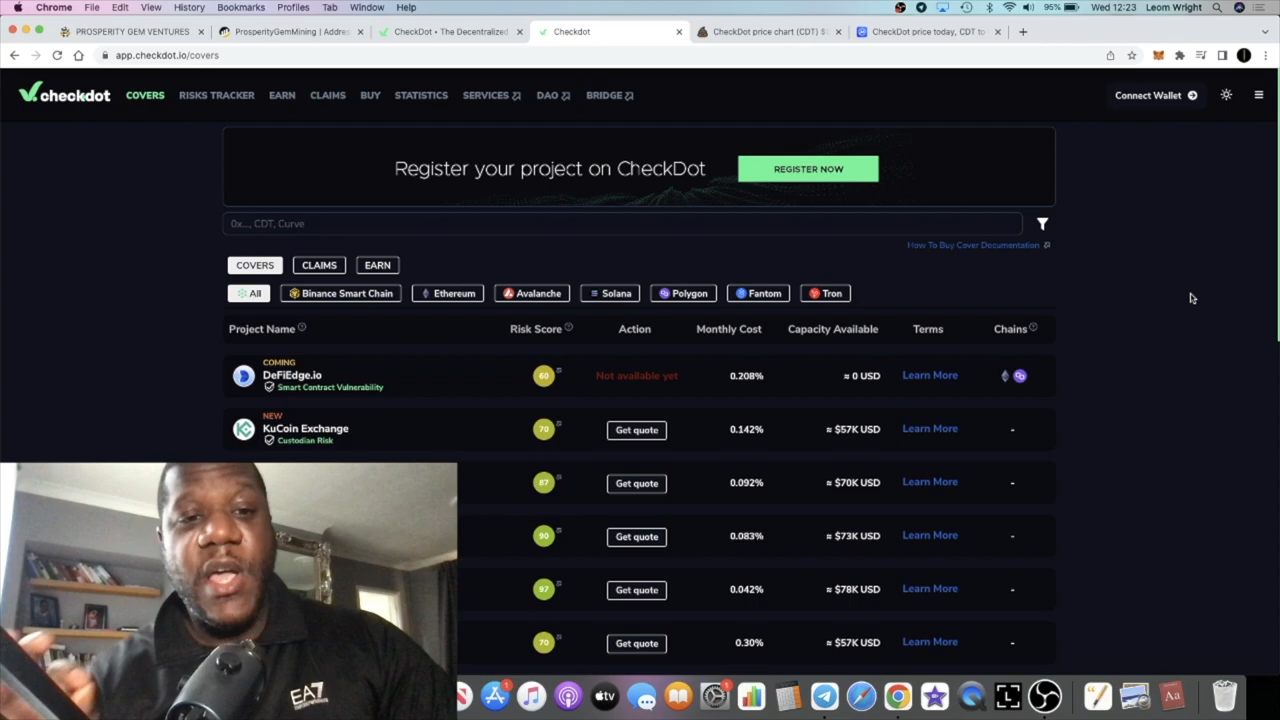 Chrome File Edit View History Bookmarks Profiles Tab Window Help 95% Wed 12:23 Leom Wright
PROSPERITY GEM VENTURES ProsperityGemMining | Addres CheckDot • The Decentralized Checkdot CheckDot price chart (CDT) $ CheckDot price today, CDT to
app.checkdot.io/covers
checkdot COVERS RISKS TRACKER EARN CLAIMS BUY STATISTICS SERVICES DAO BRIDGE Connect Wallet
Register your project on CheckDot REGISTER NOW
0x..., CDT, Curve
How To Buy Cover Documentation
COVERS CLAIMS EARN
All Binance Smart Chain Ethereum Avalanche Solana Polygon Fantom Tron
Project Name Risk Score Action Monthly Cost Capacity Available Terms Chains
COMING
DeFiEdge.io 60 Not available yet 0.208% ≈ 0 USD Learn More
Smart Contract Vulnerability
NEW
KuCoin Exchange 70 Get quote 0.142% ≈ $57K USD Learn More -
Custodian Risk
87 Get quote 0.092% ≈ $70K USD Learn More -
90 Get quote 0.083% ≈ $73K USD Learn More -
97 Get quote 0.042% ≈ $78K USD Learn More -
70 Get quote 0.30% ≈ $57K USD Learn More -
EA7
tv
Aa